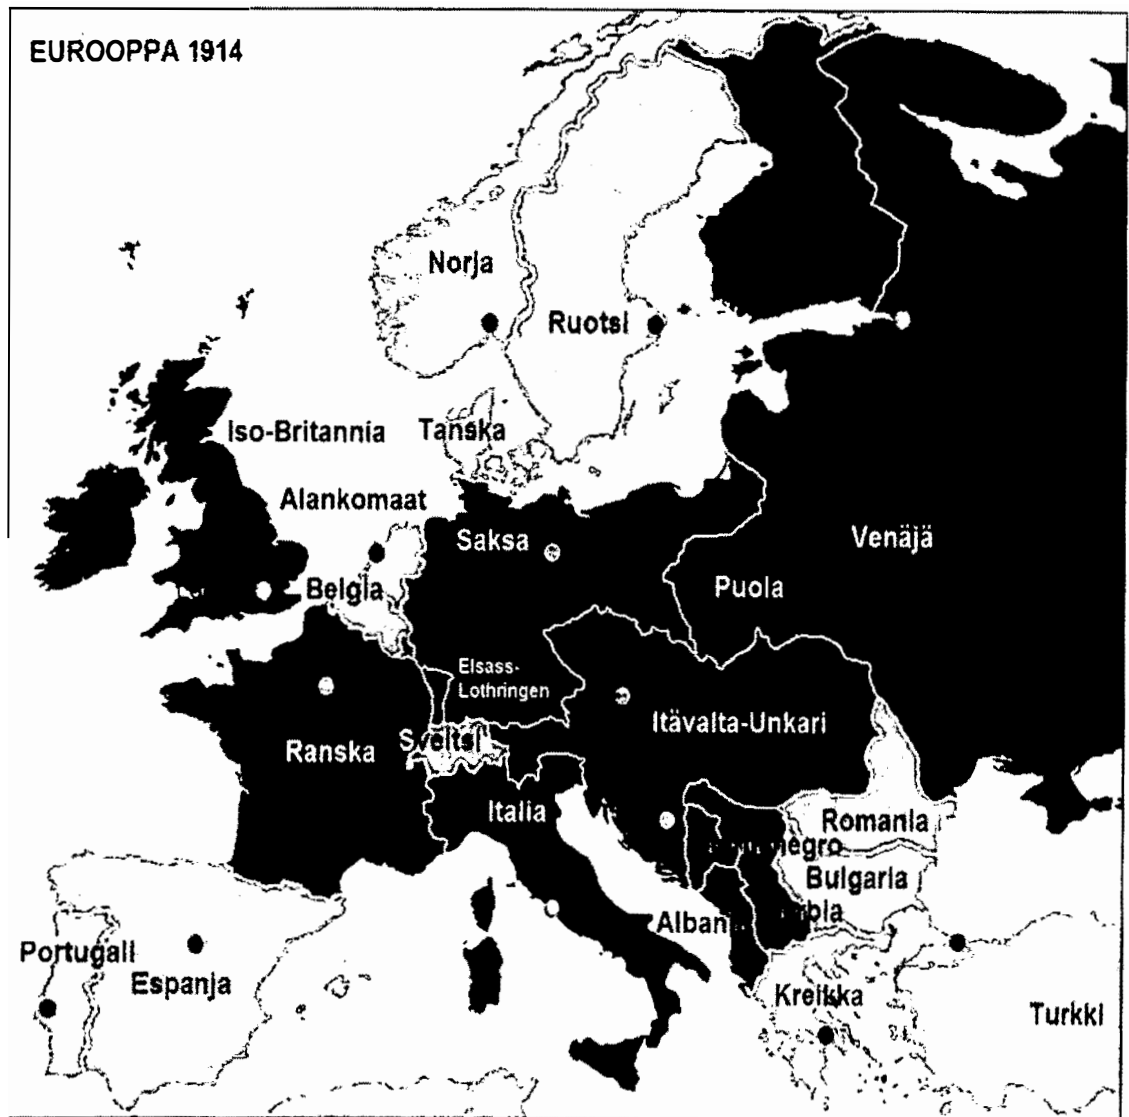 EUROOPPA 1914
Norja
Ruotsi
Iso-Britannia
Tanska
Alankomaat
Saksa
Venäjä
Belgia
Puola
Elsass-
Lothringen
Itävalta-Unkari
Ranska
Sveitsi
Italia
Romania
Bulgaria
Portugali
Espanja
Kreikka
Turkki